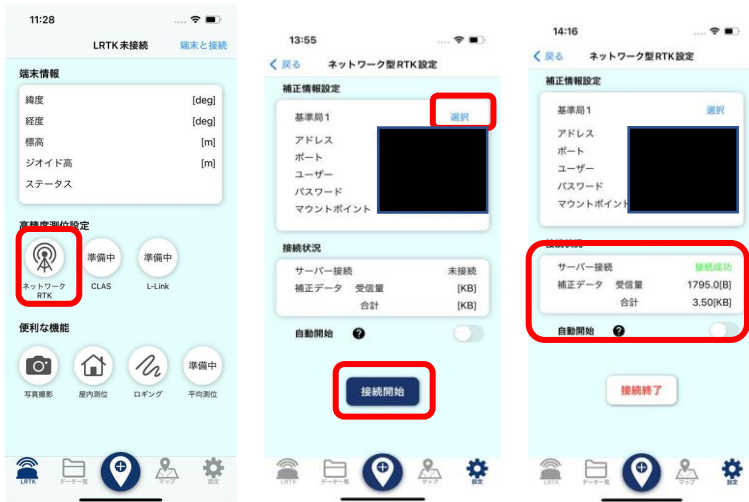 11:28
LRTK未接続 端末と接続
端末情報
緯度 [deg]
経度 [deg]
標高 [m]
ジオイド高 [m]
ステータス
高精度測位設定
準備中 準備中
ネットワーク
RTK
CLAS L-Link
便利な機能
準備中
写真撮影 屋内測位 ロギング 平均測位
LRTK データ一覧 マップ 設定
13:55
戻る ネットワーク型RTK設定
補正情報設定
基準局1 選択
アドレス
ポート
ユーザー
パスワード
マウントポイント
接続状況
サーバー接続 未接続
補正データ 受信量 [KB]
合計 [KB]
自動開始 ?
接続開始
LRTK データ一覧 マップ 設定
14:16
戻る ネットワーク型RTK設定
補正情報設定
基準局1 選択
アドレス
ポート
ユーザー
パスワード
マウントポイント
接続状況
サーバー接続 接続成功
補正データ 受信量 1795.0[B]
合計 3.50[KB]
自動開始 ?
接続終了
LRTK データ一覧 マップ 設定